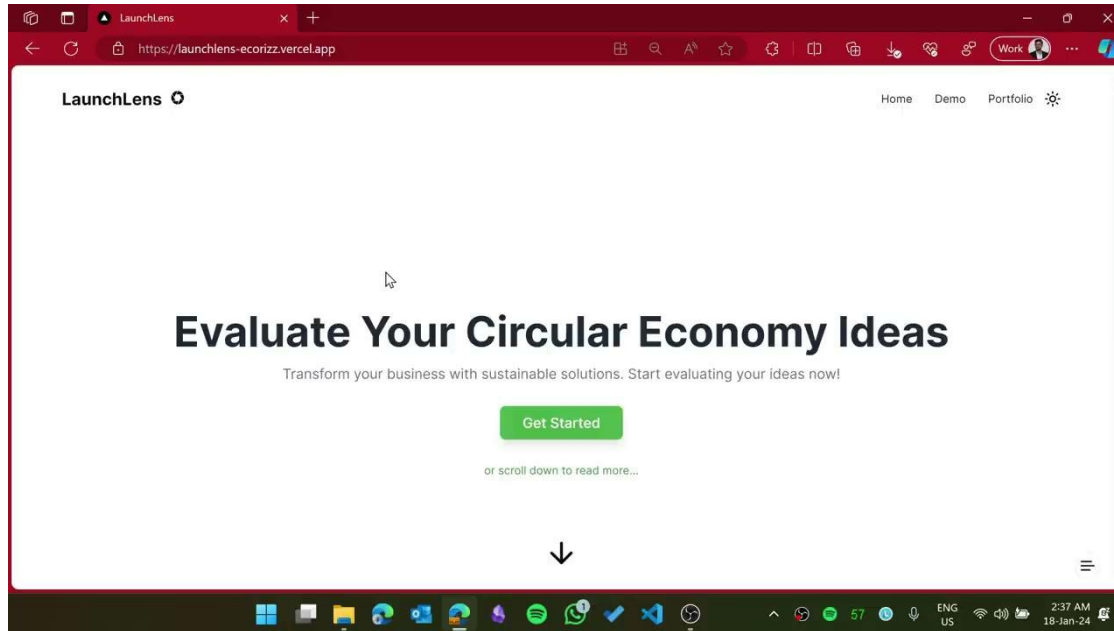 LaunchLens
https://launchlens-ecorizz.vercel.app
Work
LaunchLens
Home Demo Portfolio
Evaluate Your Circular Economy Ideas
Transform your business with sustainable solutions. Start evaluating your ideas now!
Get Started
or scroll down to read more...
1
57
ENG
US
2:37 AM
18-Jan-24